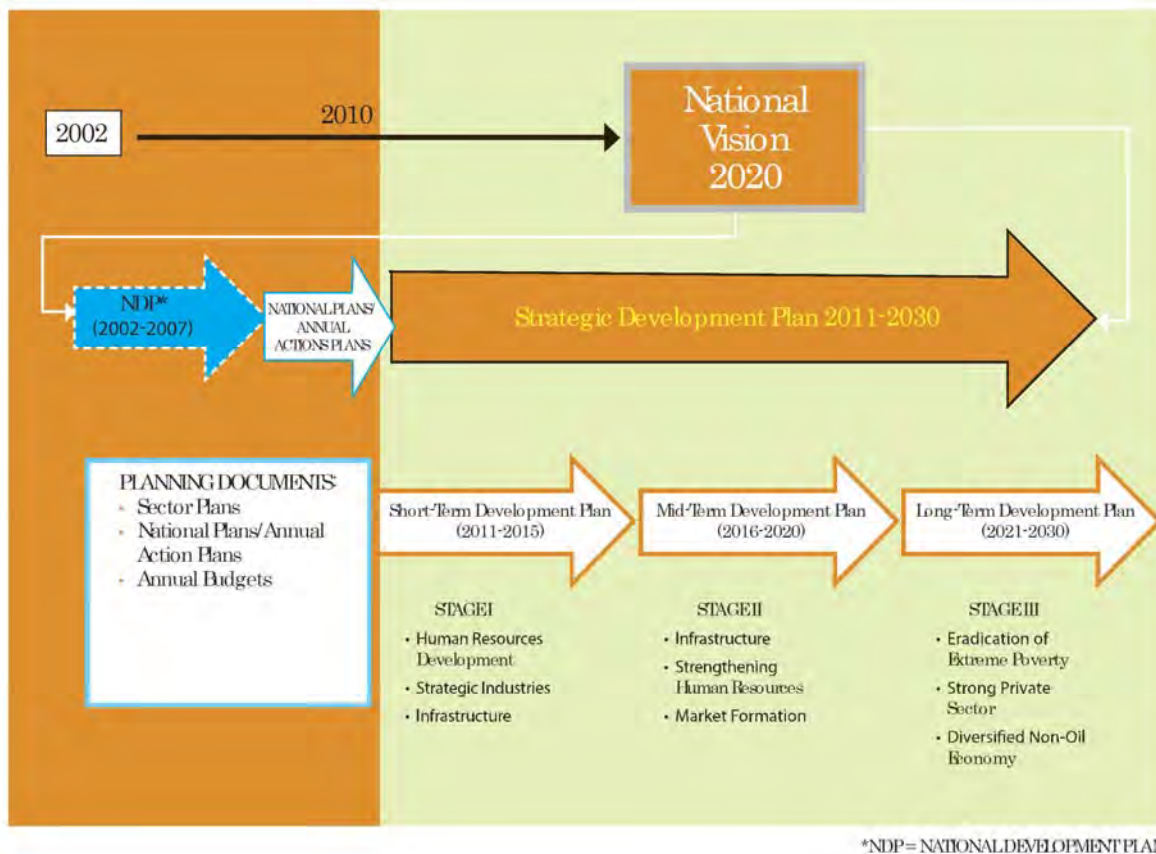 2002
2010
National
Vision
2020
NDP*
(2002-2007)
NATIONAL PLANS/
ANNUAL
ACTIONS PLANS
Strategic Development Plan 2011-2030
PLANNING DOCUMENTS:
• Sector Plans
• National Plans/Annual
Action Plans
• Annual Budgets
Short-Term Development Plan
(2011-2015)
Mid-Term Development Plan
(2016-2020)
Long-Term Development Plan
(2021-2030)
STAGE I
• Human Resources
Development
• Strategic Industries
• Infrastructure
STAGE II
• Infrastructure
• Strengthening
Human Resources
• Market Formation
STAGE III
• Eradication of
Extreme Poverty
• Strong Private
Sector
• Diversified Non-Oil
Economy
*NDP = NATIONAL DEVELOPMENT PLAN